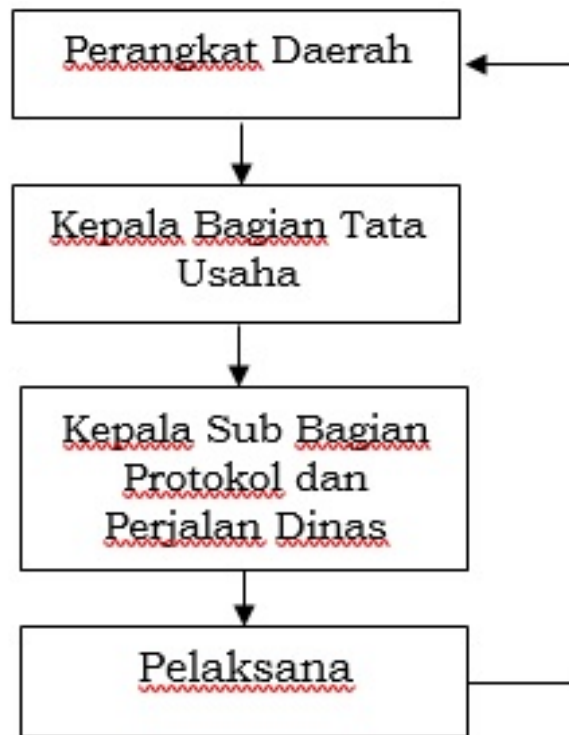 Perangkat Daerah
Kepala Bagian Tata
Usaha
Kepala Sub Bagian
Protokol dan
Perjalan Dinas
Pelaksana